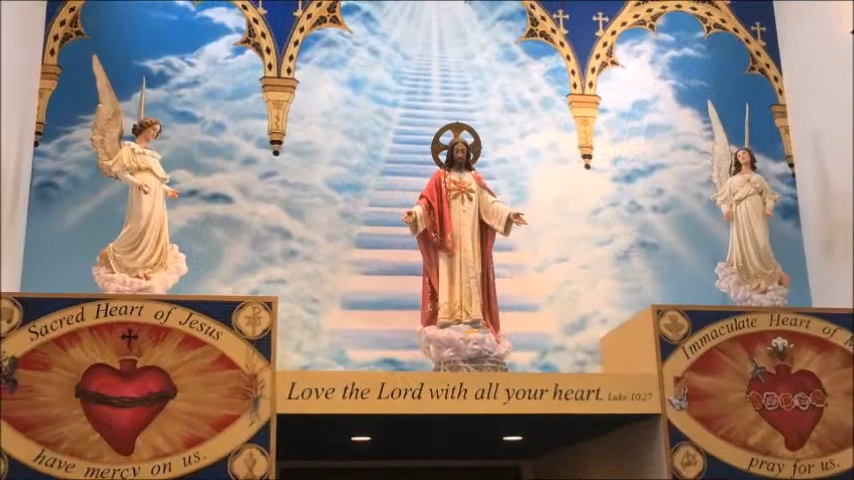 Sacred Heart of Jesus
have mercy on us.
Love the Lord with all your heart. Luke 10:27
Immaculate Heart of
pray for us.